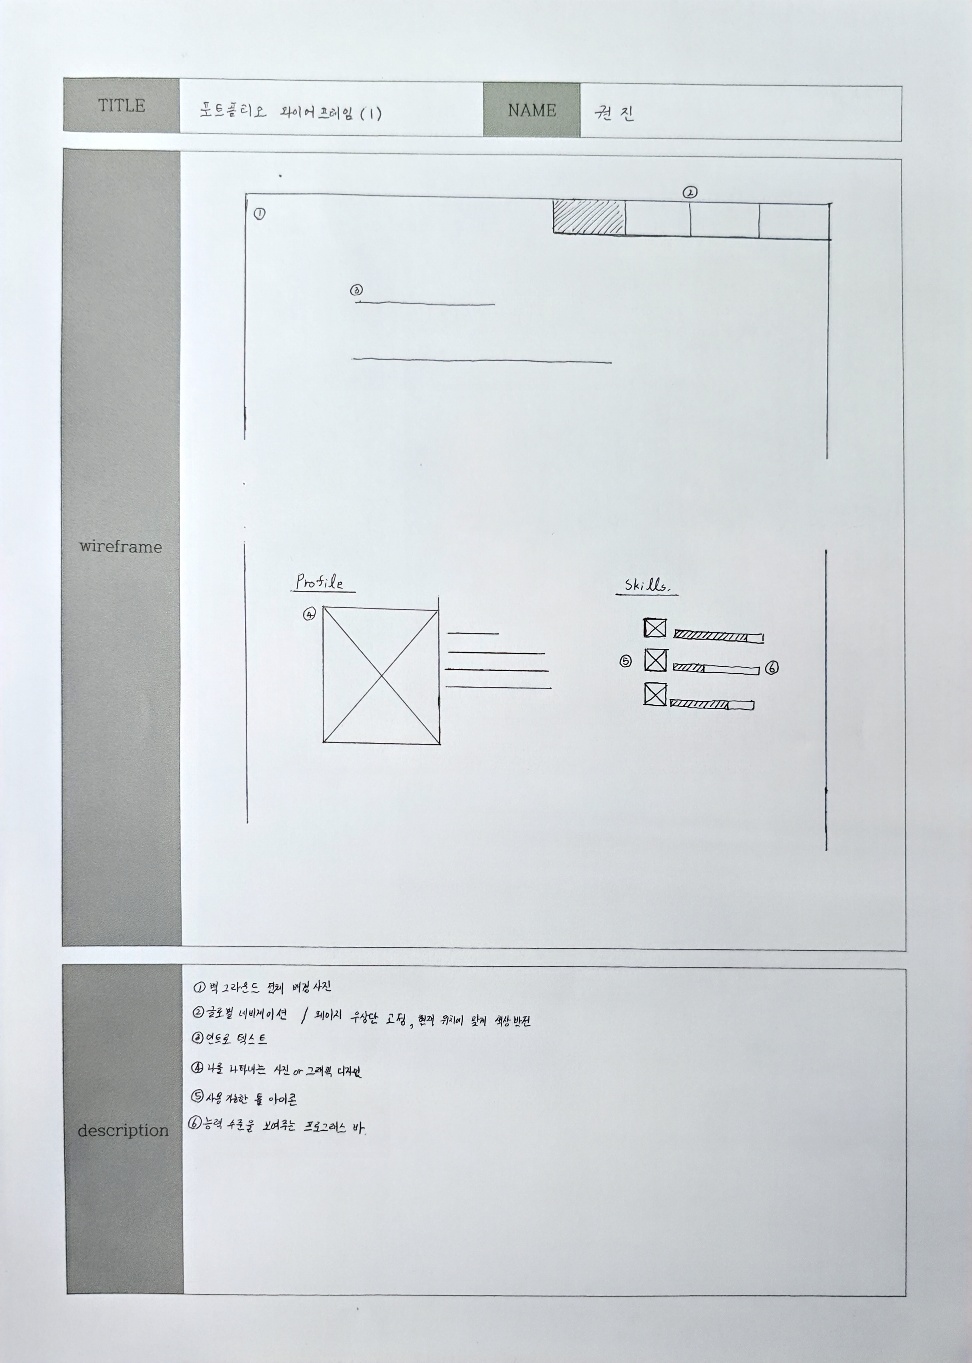 TITLE
포트폴리오 와이어프레임 (1)
NAME
권 진
wireframe
①
②
③
Profile
④
Skills.
⑤
⑥
description
① 백그라운드 전체 배경 사진
② 글로벌 네비게이션 / 페이지 우상단 고정, 현재 위치에 맞게 색상 반전
③ 인트로 텍스트
④ 나를 나타내는 사진 or 그래픽 디자인
⑤ 사용 가능한 툴 아이콘
⑥ 능력 수준을 보여주는 프로그레스 바.